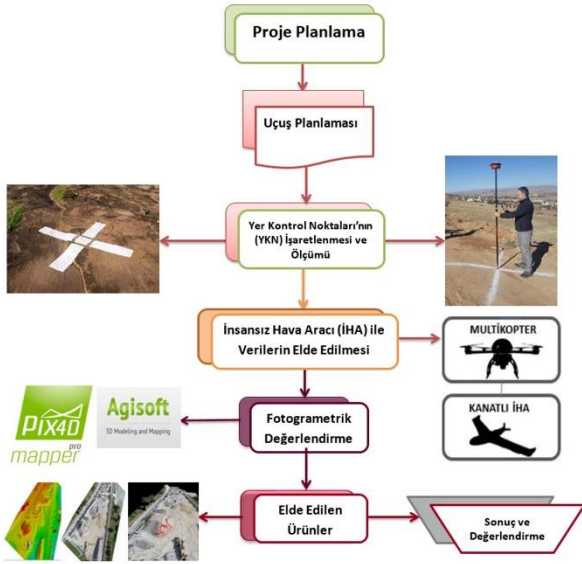 Proje Planlama
Uçuş Planlaması
Yer Kontrol Noktaları'nın
(YKN) İşaretlenmesi ve
Ölçümü
İnsansız Hava Aracı (İHA) ile
Verilerin Elde Edilmesi
MULTİKOPTER
KANATLI İHA
PIX4D
pro
mapper
Agisoft
3D Modeling and Mapping
Fotogrametrik
Değerlendirme
Elde Edilen
Ürünler
Sonuç ve
Değerlendirme